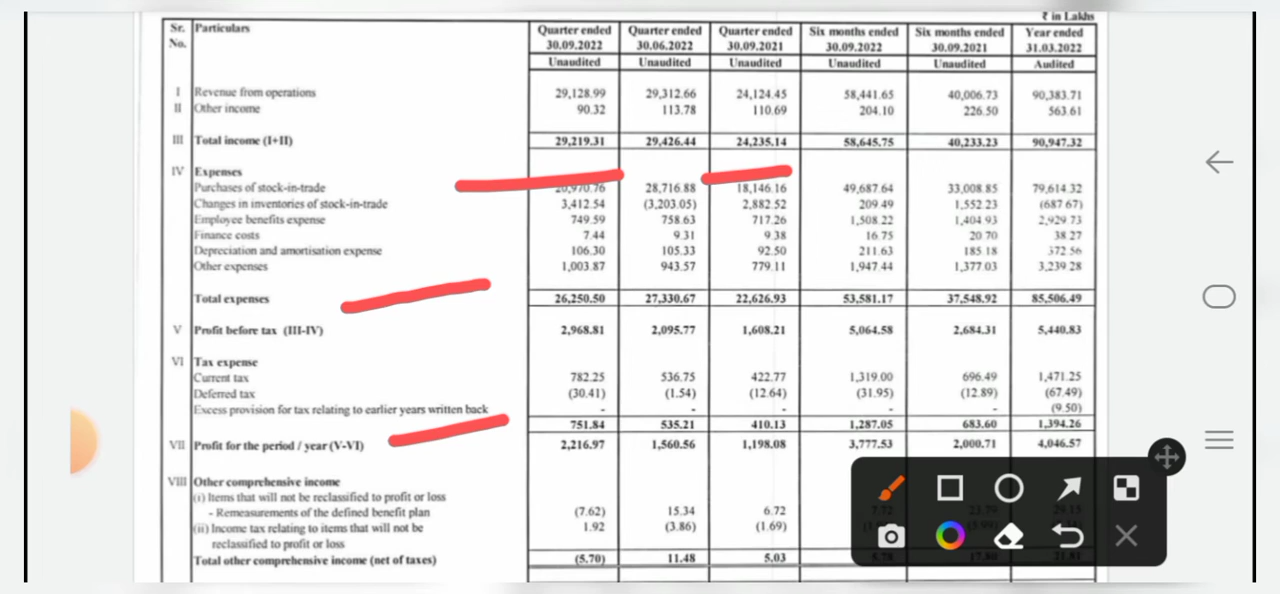 ₹ in Lakhs
Sr. No. Particulars Quarter ended 30.09.2022 Quarter ended 30.06.2022 Quarter ended 30.09.2021 Six months ended 30.09.2022 Six months ended 30.09.2021 Year ended 31.03.2022
Unaudited Unaudited Unaudited Unaudited Unaudited Audited
I Revenue from operations 29,128.99 29,312.66 24,124.45 58,441.65 40,006.73 90,383.71
II Other income 90.32 113.78 110.69 204.10 226.50 563.61
III Total income (I+II) 29,219.31 29,426.44 24,235.14 58,645.75 40,233.23 90,947.32
IV Expenses
Purchases of stock-in-trade 20,970.76 28,716.88 18,146.16 49,687.64 33,008.85 79,614.32
Changes in inventories of stock-in-trade 3,412.54 (3,203.05) 2,882.52 209.49 1,552.23 (687.67)
Employee benefits expense 749.59 758.63 717.26 1,508.22 1,404.93 2,929.73
Finance costs 7.44 9.31 9.38 16.75 20.70 38.27
Depreciation and amortisation expense 106.30 105.33 92.50 211.63 185.18 372.56
Other expenses 1,003.87 943.57 779.11 1,947.44 1,377.03 3,239.28
Total expenses 26,250.50 27,330.67 22,626.93 53,581.17 37,548.92 85,506.49
V Profit before tax (III-IV) 2,968.81 2,095.77 1,608.21 5,064.58 2,684.31 5,440.83
VI Tax expense
Current tax 782.25 536.75 422.77 1,319.00 696.49 1,471.25
Deferred tax (30.41) (1.54) (12.64) (31.95) (12.89) (67.49)
Excess provision for tax relating to earlier years written back - - - - - (9.50)
751.84 535.21 410.13 1,287.05 683.60 1,394.26
VII Profit for the period / year (V-VI) 2,216.97 1,560.56 1,198.08 3,777.53 2,000.71 4,046.57
VIII Other comprehensive income
(i) Items that will not be reclassified to profit or loss
- Remeasurements of the defined benefit plan (7.62) 15.34 6.72
(ii) Income tax relating to items that will not be 1.92 (3.86) (1.69)
reclassified to profit or loss
Total other comprehensive income (net of taxes) (5.70) 11.48 5.03